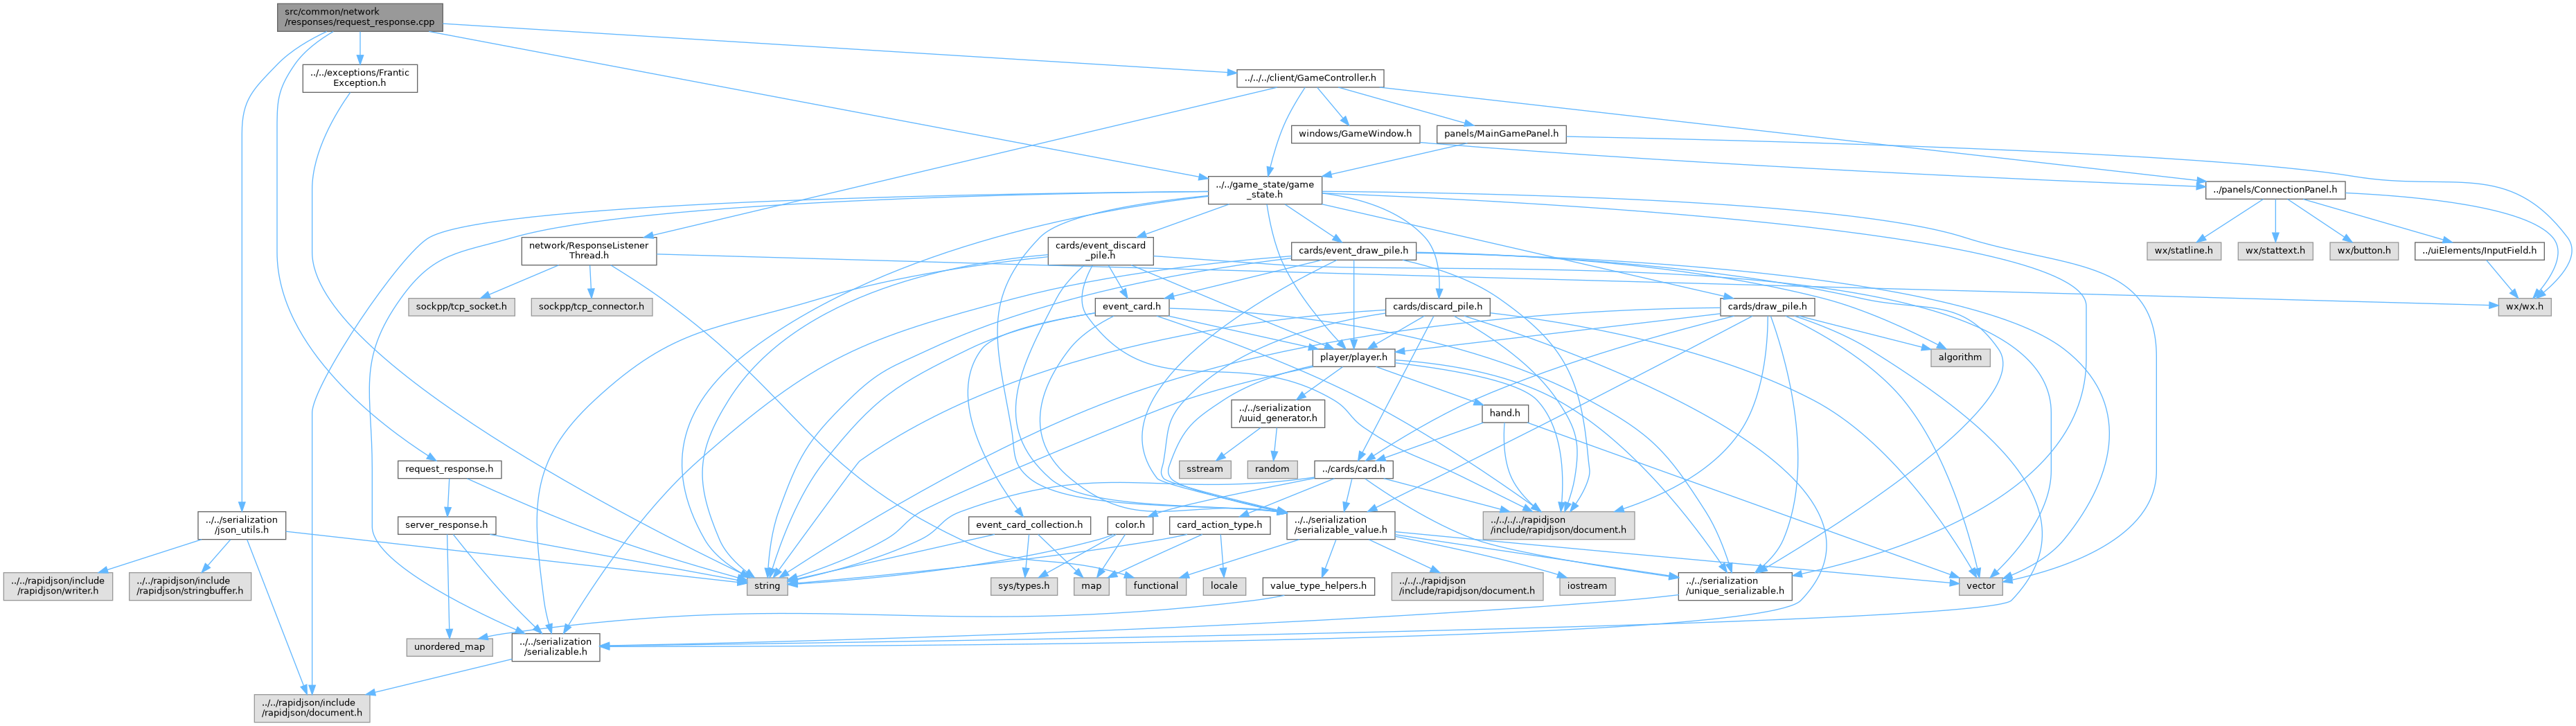 src/common/network
/responses/request_response.cpp
../../exceptions/Frantic
Exception.h
../../../client/GameController.h
windows/GameWindow.h
panels/MainGamePanel.h
../../game_state/game
_state.h
../panels/ConnectionPanel.h
network/ResponseListener
Thread.h
cards/event_discard
_pile.h
cards/event_draw_pile.h
wx/statline.h
wx/stattext.h
wx/button.h
../uiElements/InputField.h
sockpp/tcp_socket.h
sockpp/tcp_connector.h
event_card.h
cards/discard_pile.h
cards/draw_pile.h
wx/wx.h
player/player.h
algorithm
../../serialization
/uuid_generator.h
hand.h
request_response.h
sstream
random
../cards/card.h
../../serialization
/json_utils.h
server_response.h
event_card_collection.h
color.h
card_action_type.h
../../serialization
/serializable_value.h
../../../../rapidjson
/include/rapidjson/document.h
../../rapidjson/include
/rapidjson/writer.h
../../rapidjson/include
/rapidjson/stringbuffer.h
string
sys/types.h
map
functional
locale
value_type_helpers.h
../../../rapidjson
/include/rapidjson/document.h
iostream
../../serialization
/unique_serializable.h
vector
unordered_map
../../serialization
/serializable.h
../../rapidjson/include
/rapidjson/document.h